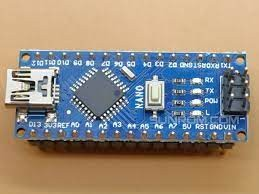 D12 D11 D10 D9 D8 D7 D6 D5 D4 D3 D2 GND RST RX0 TX1
RX
TX
POW
L
NANO
D13 3V3 REF A0 A1 A2 A3 A4 A5 A6 A7 5V RST GND VIN